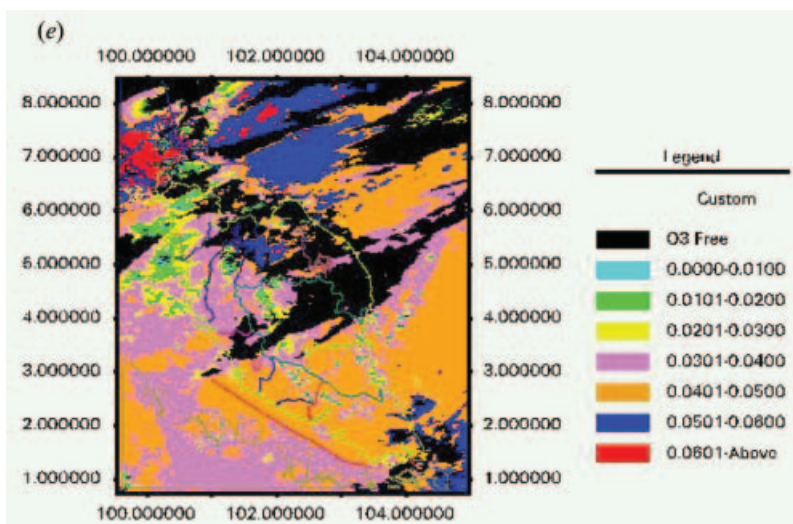 (e)
100.000000 102.000000 104.000000
8.000000 8.000000
7.000000 7.000000
6.000000 6.000000
5.000000 5.000000
4.000000 4.000000
3.000000 3.000000
2.000000 2.000000
1.000000 1.000000
100.000000 102.000000 104.000000
Legend
Custom
O3 Free
0.0000-0.0100
0.0101-0.0200
0.0201-0.0300
0.0301-0.0400
0.0401-0.0500
0.0501-0.0600
0.0601-Above